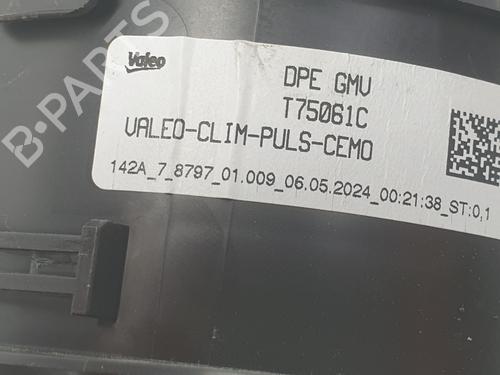 B-PARTS
Valeo
DPE GMV
T75061C
VALEO-CLIM-PULS-CEMO
142A_7_8797_01.009_06.05.2024_00:21:38_ST:0,1